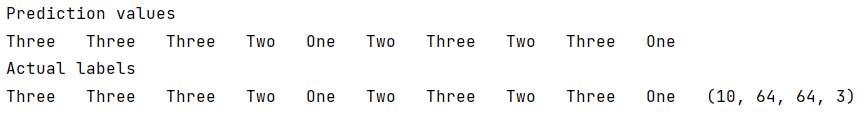 Prediction values
Three Three Three Two One Two Three Two Three One
Actual labels
Three Three Three Two One Two Three Two Three One (10, 64, 64, 3)